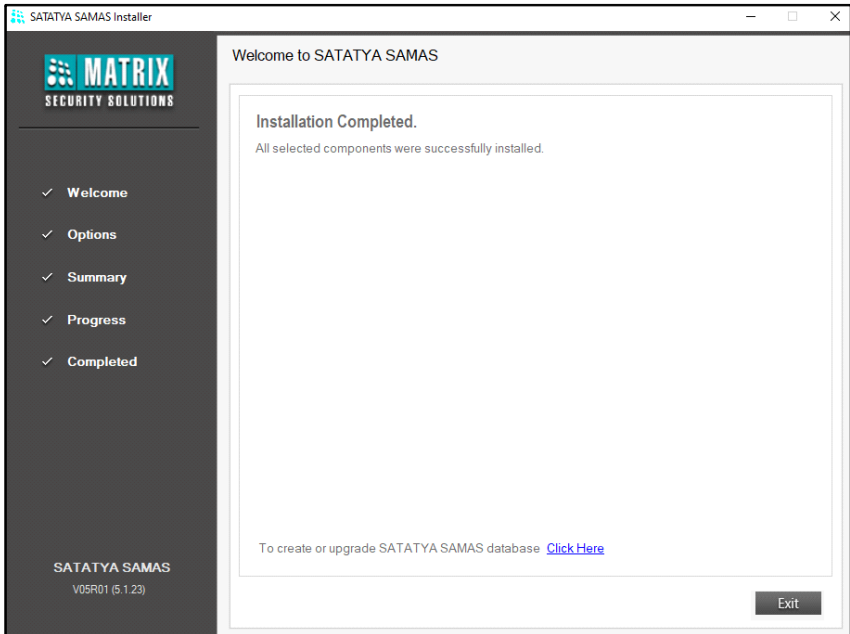 SATATYA SAMAS Installer
MATRIX
SECURITY SOLUTIONS
Welcome
Options
Summary
Progress
Completed
SATATYA SAMAS
V05R01 (5.1.23)
Welcome to SATATYA SAMAS
Installation Completed.
All selected components were successfully installed.
To create or upgrade SATATYA SAMAS database Click Here
Exit